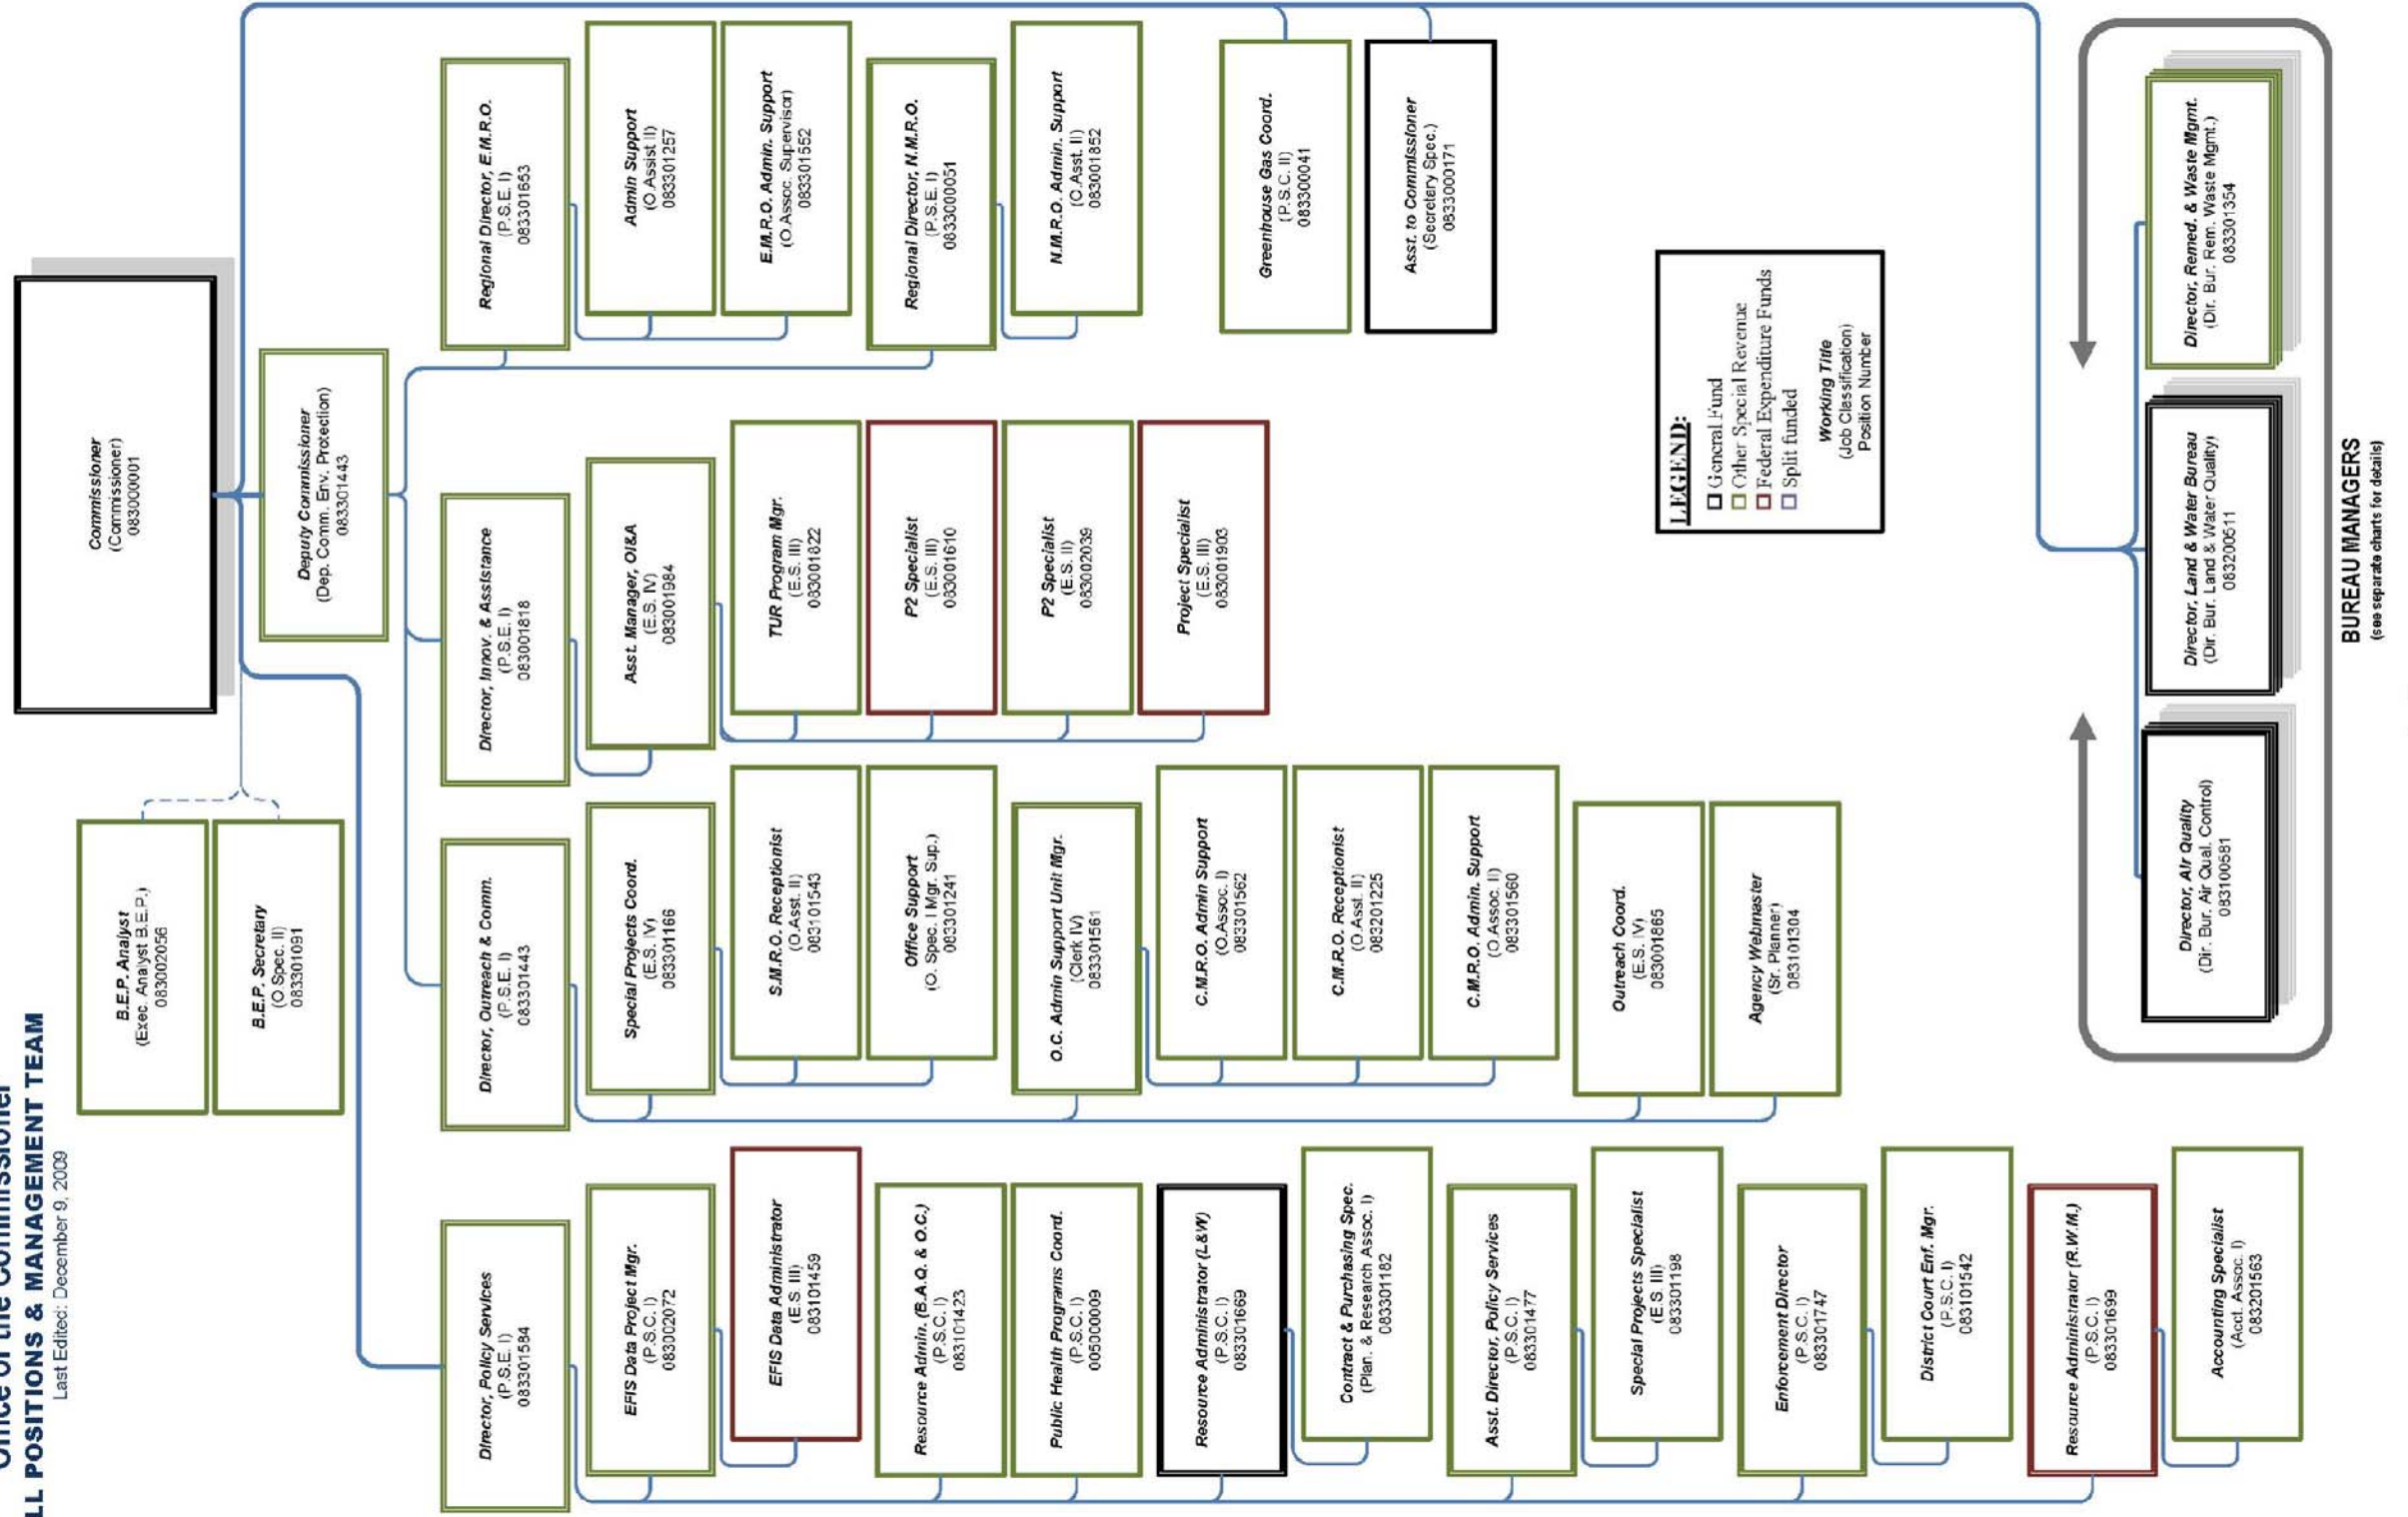 Office of the Commissioner
LL POSITIONS & MANAGEMENT TEAM
Last Edited: December 9, 2009
Commissioner
(Commissioner)
083000001
B.E.P. Analyst
(Exec. Analyst B.E.P.)
083002056
B.E.P. Secretary
(O.Spec. II)
083301091
Deputy Commissioner
(Dep. Comm. Env. Protection)
083301443
Director, Policy Services
(P.S.E. I)
083301584
EFIS Data Project Mgr.
(P.S.C. I)
083002072
EFIS Data Administrator
(E.S. III)
083101459
Resource Admin. (B.A.Q. & O.C.)
(P.S.C. I)
083101423
Public Health Programs Coord.
(P.S.C. I)
005000009
Resource Administrator (L&W)
(P.S.C. I)
083301669
Contract & Purchasing Spec.
(Plan. & Research Assoc. I)
083301182
Asst. Director, Policy Services
(P.S.C. I)
083301477
Special Projects Specialist
(E.S. III)
083301198
Enforcement Director
(P.S.C. I)
083301747
District Court Enf. Mgr.
(P.S.C. I)
083101542
Resource Administrator (R.W.M.)
(P.S.C. I)
083301699
Accounting Specialist
(Acct. Assoc. I)
083201563
Director, Outreach & Comm.
(P.S.E. I)
083301443
Special Projects Coord.
(E.S. IV)
083301166
S.M.R.O. Receptionist
(O.Asst. II)
083101543
Office Support
(O. Spec. I Mgr. Sup.)
083301241
O.C. Admin Support Unit Mgr.
(Clerk IV)
083301561
C.M.R.O. Admin Support
(O.Assoc. I)
083301562
C.M.R.O. Receptionist
(O.Asst. II)
083201225
C.M.R.O. Admin. Support
(O.Assoc. II)
083301560
Outreach Coord.
(E.S. IV)
083001865
Agency Webmaster
(Sr. Planner)
083101304
Director, Innov. & Assistance
(P.S.E. I)
083001818
Asst. Manager, OI&A
(E.S. IV)
083001984
TUR Program Mgr.
(E.S. III)
083001822
P2 Specialist
(E.S. III)
083001610
P2 Specialist
(E.S. II)
083002039
Project Specialist
(E.S. III)
083001903
Regional Director, E.M.R.O.
(P.S.E. I)
083301653
Admin Support
(O.Assist II)
083301257
E.M.R.O. Admin. Support
(O.Assoc. Supervisor)
083301552
Regional Director, N.M.R.O.
(P.S.E. I)
083300051
N.M.R.O. Admin. Support
(O.Asst. II)
083001852
Greenhouse Gas Coord.
(P.S.C. II)
083300041
Asst. to Commissioner
(Secretary Spec.)
0833000171
LEGEND:
General Fund
Other Special Revenue
Federal Expenditure Funds
Split funded
Working Title
(Job Classification)
Position Number
Director, Air Quality
(Dir. Bur. Air Qual. Control)
083100581
Director, Land & Water Bureau
(Dir. Bur. Land & Water Quality)
083200511
Director, Remed. & Waste Mgmt.
(Dir. Bur. Rem. Waste Mgmt.)
083301354
BUREAU MANAGERS
(see separate charts for details)